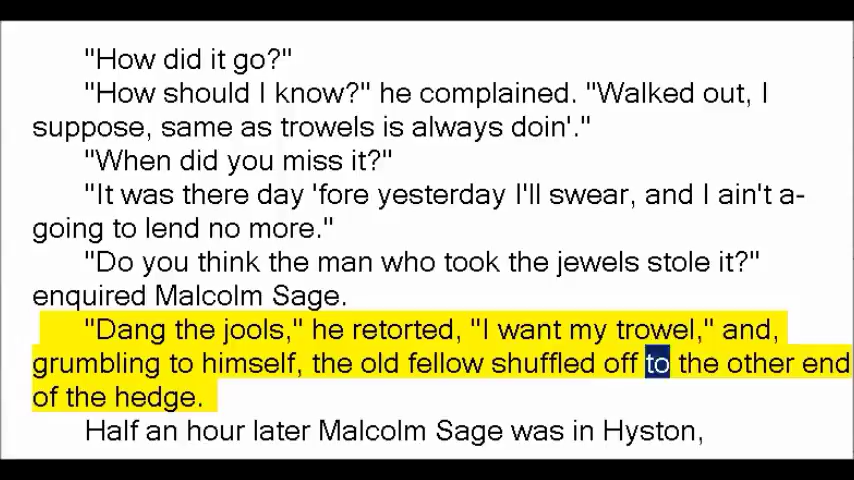 "How did it go?"
"How should I know?" he complained. "Walked out, I
suppose, same as trowels is always doin'."
"When did you miss it?"
"It was there day 'fore yesterday I'll swear, and I ain't a-
going to lend no more."
"Do you think the man who took the jewels stole it?"
enquired Malcolm Sage.
"Dang the jools," he retorted, "I want my trowel," and,
grumbling to himself, the old fellow shuffled off to the other end
of the hedge.
Half an hour later Malcolm Sage was in Hyston,